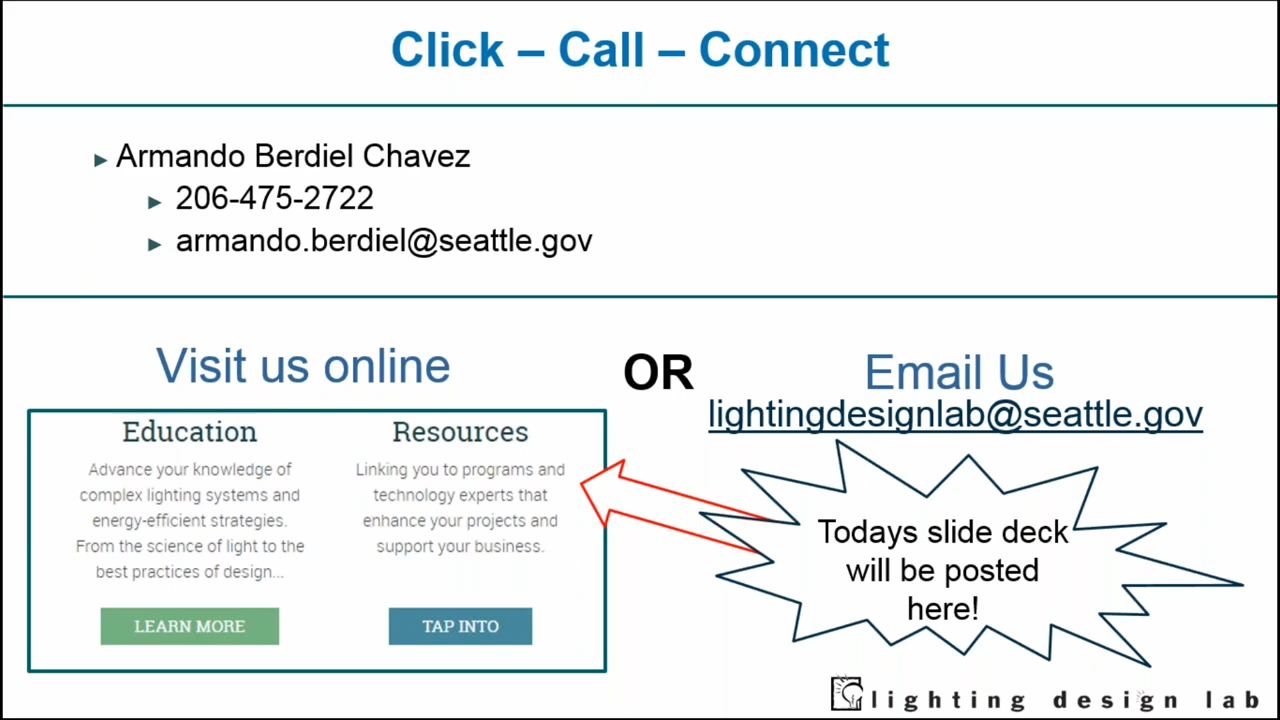 Click – Call – Connect
Armando Berdiel Chavez
206-475-2722
armando.berdiel@seattle.gov
Visit us online
OR
Email Us
lightingdesignlab@seattle.gov
Education
Advance your knowledge of
complex lighting systems and
energy-efficient strategies.
From the science of light to the
best practices of design...
LEARN MORE
Resources
Linking you to programs and
technology experts that
enhance your projects and
support your business.
TAP INTO
Todays slide deck
will be posted
here!
lighting design lab